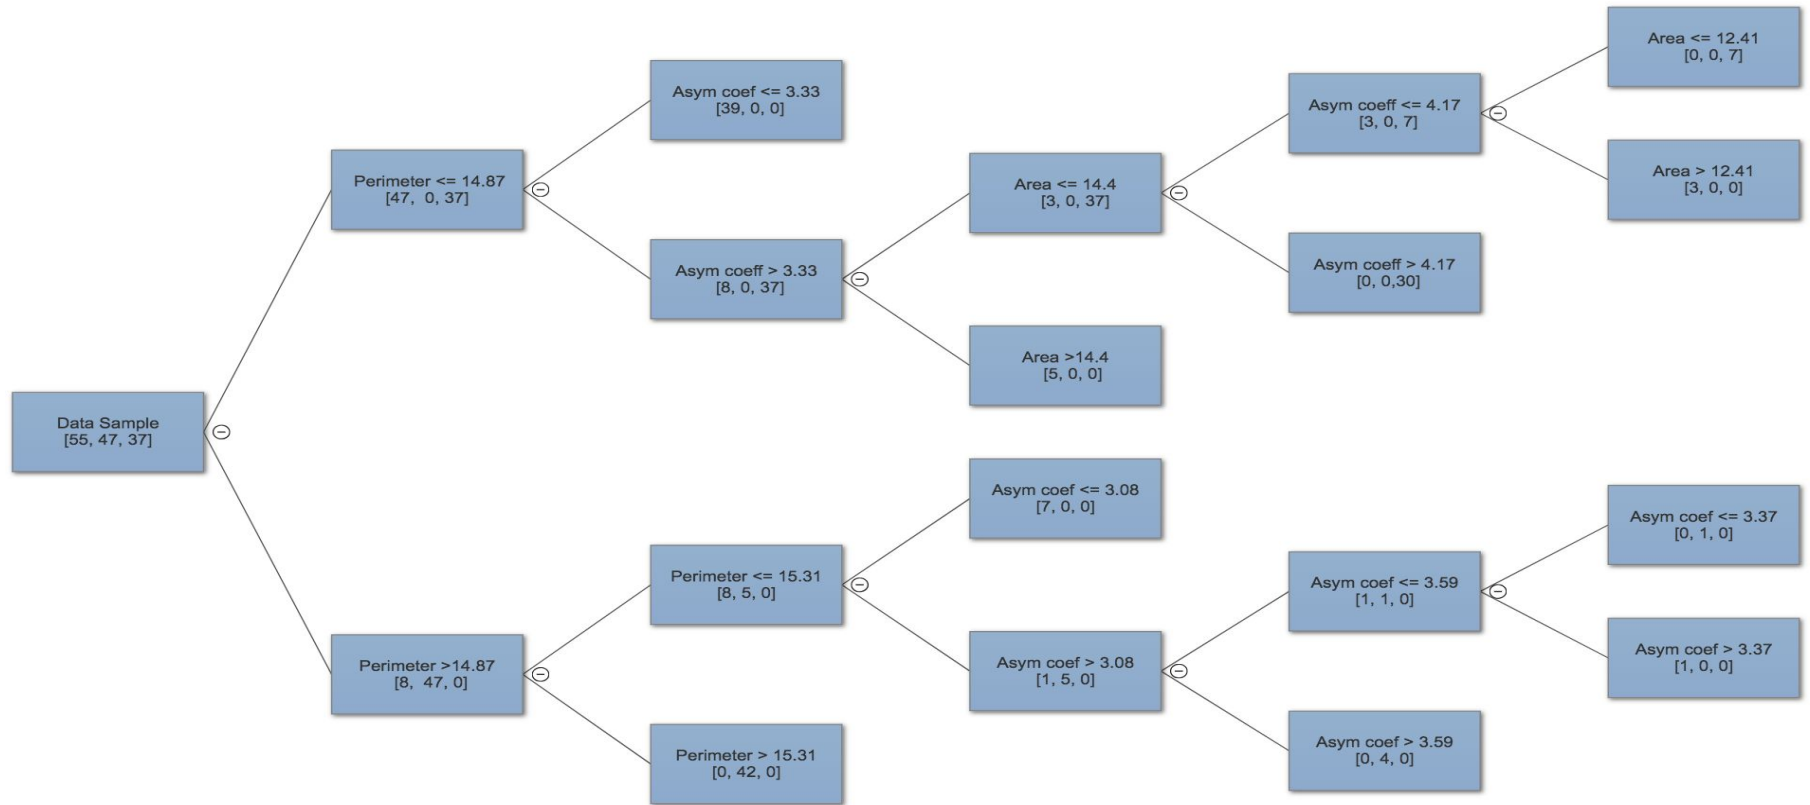 Data Sample
[55, 47, 37]
Perimeter <= 14.87
[47,  0, 37]
Perimeter >14.87
[8,  47, 0]
Asym coef <= 3.33
[39, 0, 0]
Asym coeff > 3.33
[8, 0, 37]
Perimeter <= 15.31
[8, 5, 0]
Perimeter > 15.31
[0, 42, 0]
Area <= 14.4
[3, 0, 37]
Area >14.4
[5, 0, 0]
Asym coef <= 3.08
[7, 0, 0]
Asym coef > 3.08
[1, 5, 0]
Asym coeff <= 4.17
[3, 0, 7]
Asym coeff > 4.17
[0, 0,30]
Asym coef <= 3.59
[1, 1, 0]
Asym coef > 3.59
[0, 4, 0]
Area <= 12.41
[0, 0, 7]
Area > 12.41
[3, 0, 0]
Asym coef <= 3.37
[0, 1, 0]
Asym coef > 3.37
[1, 0, 0]